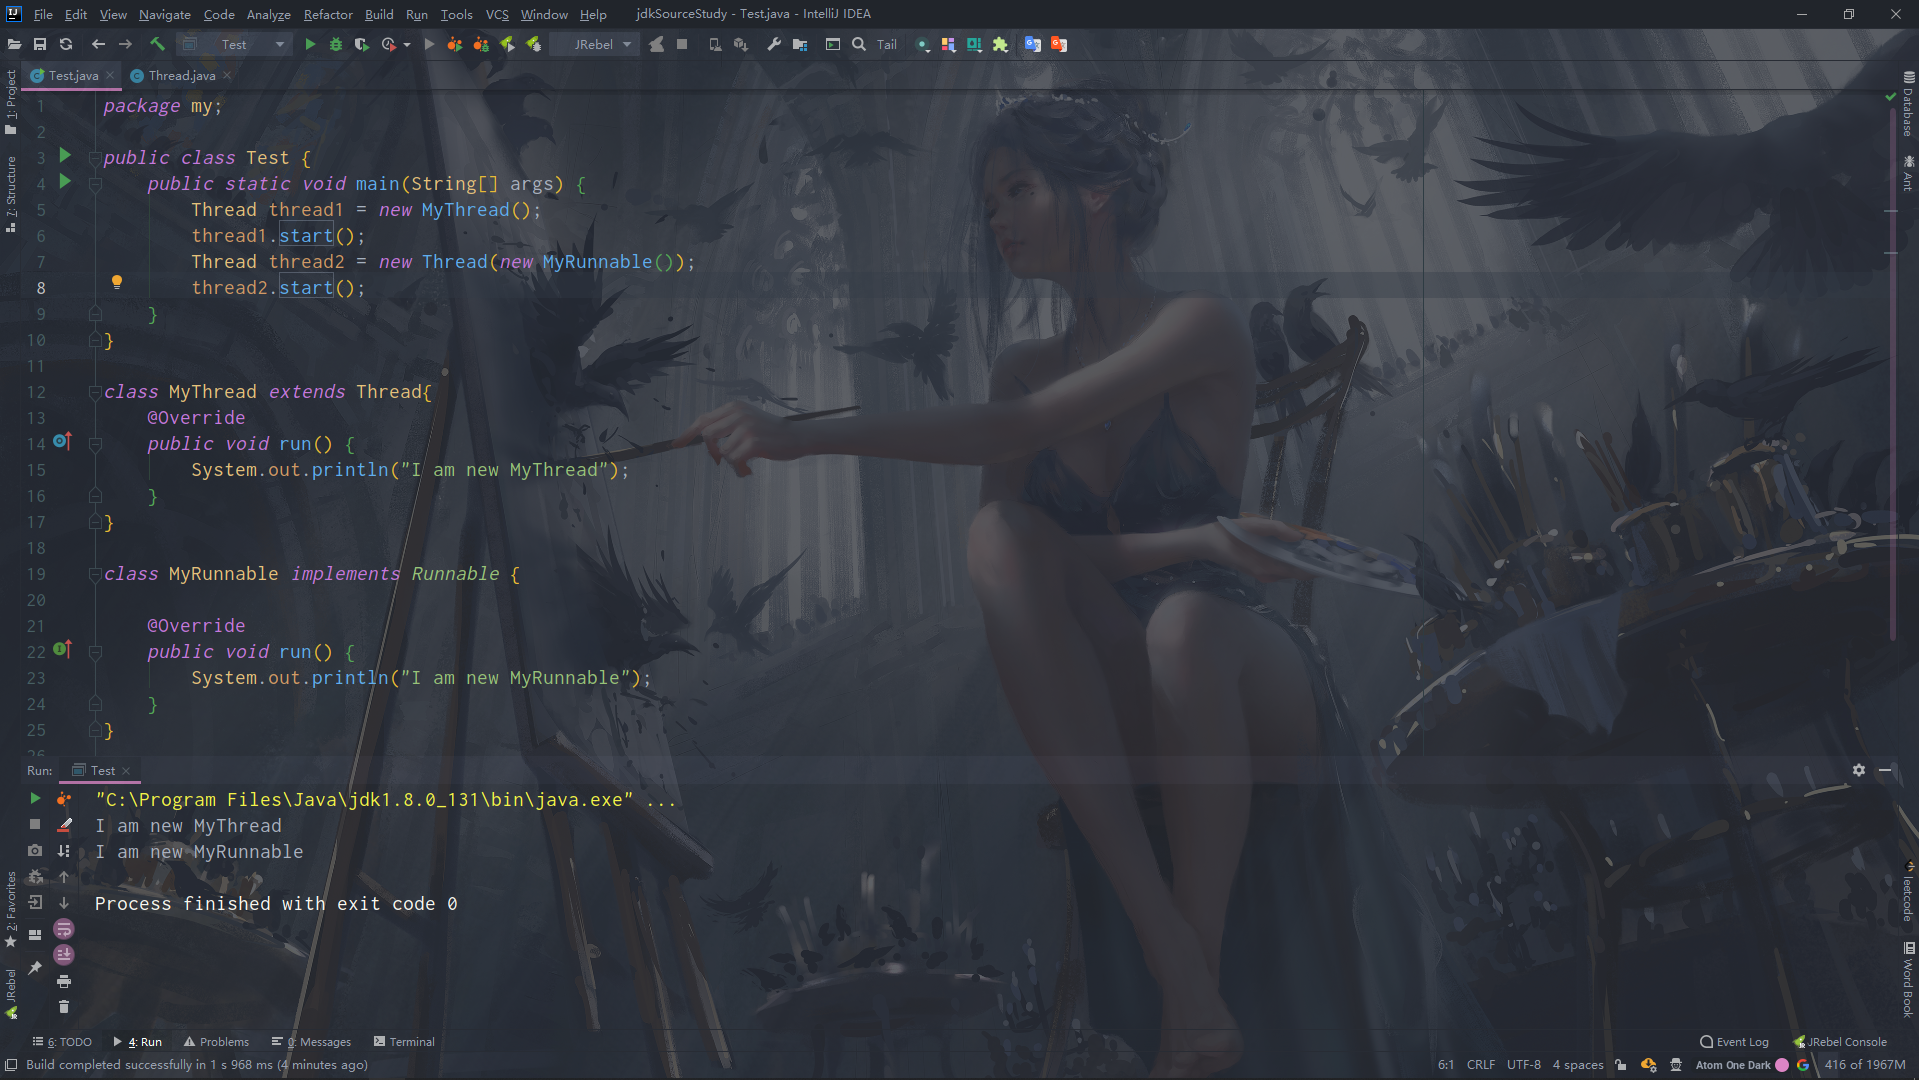 File Edit View Navigate Code Analyze Refactor Build Run Tools VCS Window Help jdkSourceStudy - Test.java - IntelliJ IDEA
Test JRebel Tail
Test.java Thread.java
1 package my;
2
3 public class Test {
4 public static void main(String[] args) {
5 Thread thread1 = new MyThread();
6 thread1.start();
7 Thread thread2 = new Thread(new MyRunnable());
8 thread2.start();
9 }
10 }
11
12 class MyThread extends Thread{
13 @Override
14 public void run() {
15 System.out.println("I am new MyThread");
16 }
17 }
18
19 class MyRunnable implements Runnable {
20
21 @Override
22 public void run() {
23 System.out.println("I am new MyRunnable");
24 }
25 }
26
Run: Test
"C:\Program Files\Java\jdk1.8.0_131\bin\java.exe" ...
I am new MyThread
I am new MyRunnable
Process finished with exit code 0
1: Project
7: Structure
2: Favorites
JRebel
Database
Ant
leetcode
Word Book
6: TODO 4: Run Problems 0: Messages Terminal Event Log JRebel Console
Build completed successfully in 1 s 968 ms (4 minutes ago) 6:1 CRLF UTF-8 4 spaces Atom One Dark 416 of 1967M